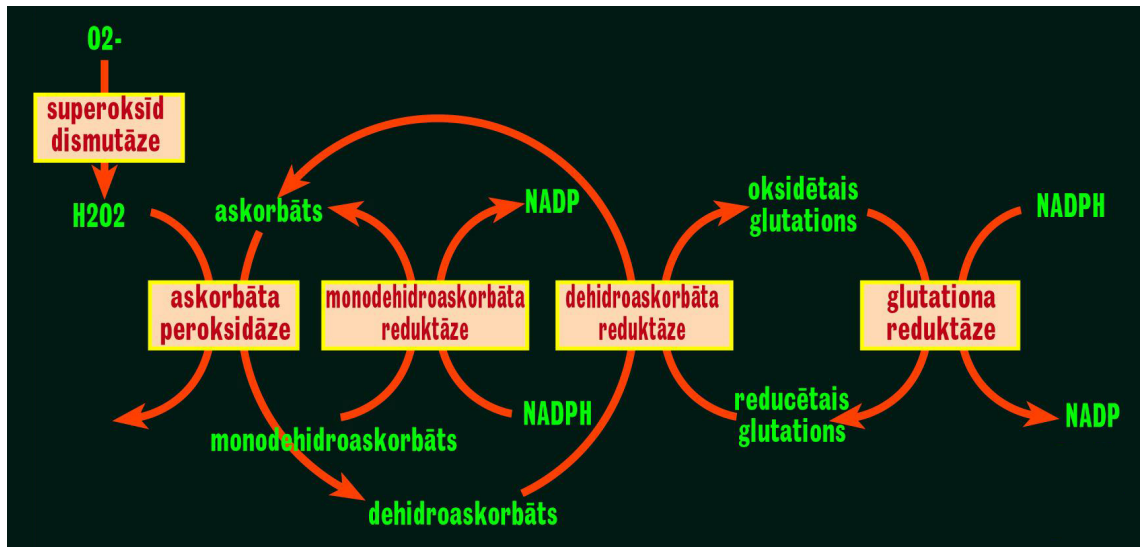 O2-
superoksīd
dismutāze
H2O2
askorbāts
NADP
oksidētais
glutations
NADPH
askorbāta
peroksidāze
monodehidroaskorbāta
reduktāze
dehidroaskorbāta
reduktāze
glutationa
reduktāze
monodehidroaskorbāts
NADPH
reducētais
glutations
NADP
dehidroaskorbāts